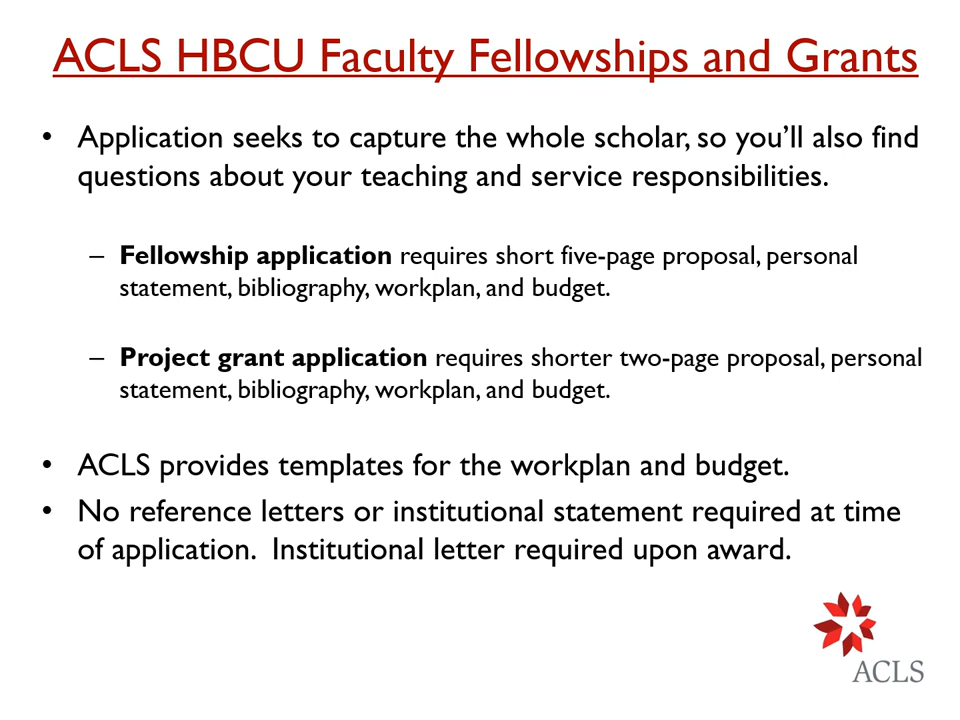 ACLS HBCU Faculty Fellowships and Grants
• Application seeks to capture the whole scholar, so you’ll also find
questions about your teaching and service responsibilities.
– Fellowship application requires short five-page proposal, personal
statement, bibliography, workplan, and budget.
– Project grant application requires shorter two-page proposal, personal
statement, bibliography, workplan, and budget.
• ACLS provides templates for the workplan and budget.
• No reference letters or institutional statement required at time
of application.  Institutional letter required upon award.
ACLS